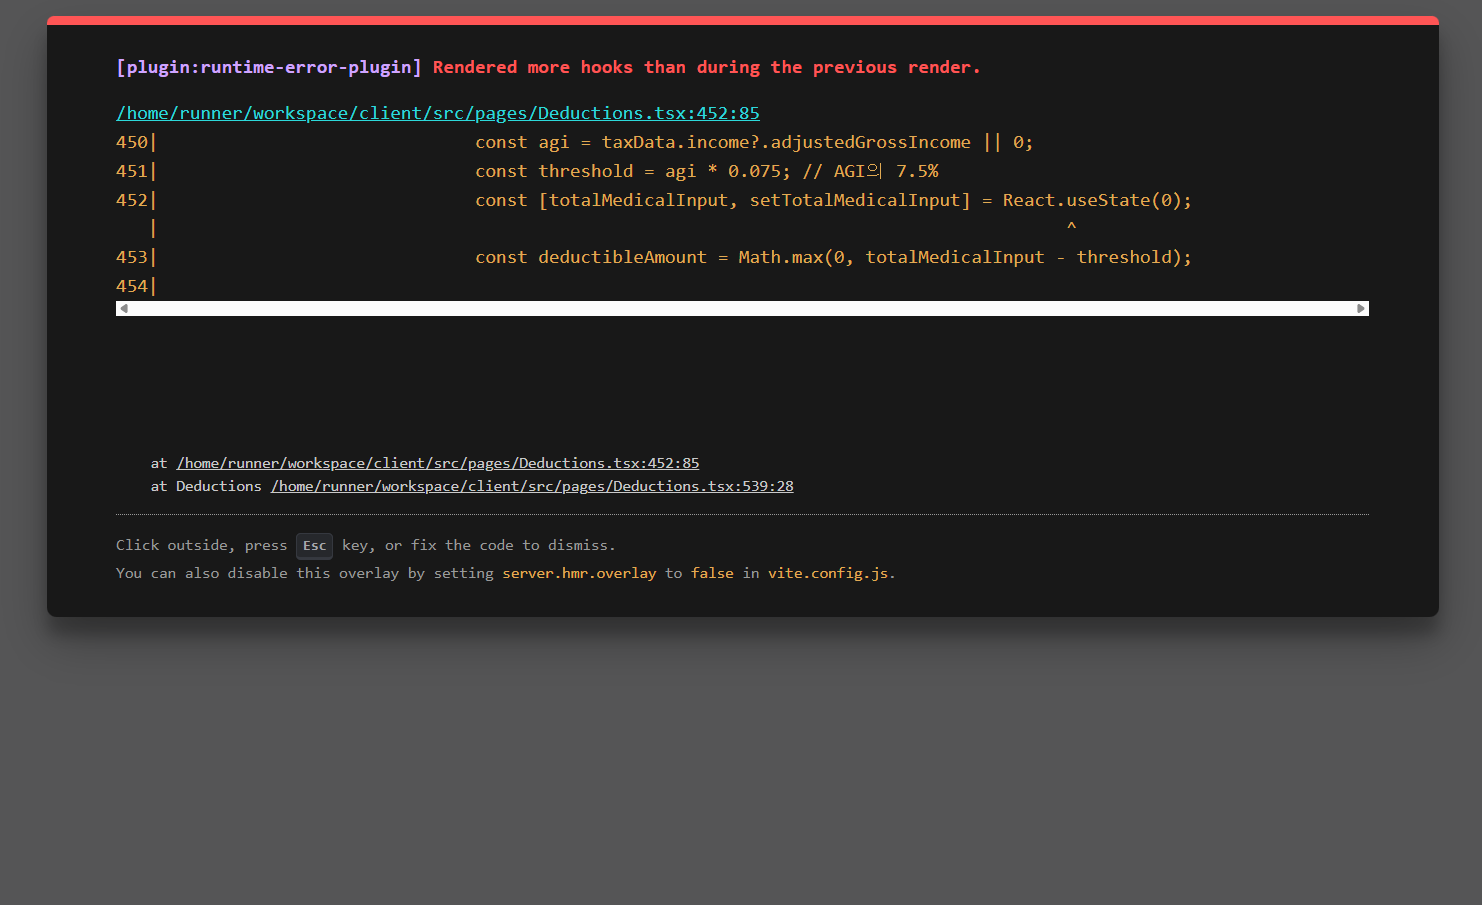 [plugin:runtime-error-plugin] Rendered more hooks than during the previous render.
/home/runner/workspace/client/src/pages/Deductions.tsx:452:85
450|                              const agi = taxData.income?.adjustedGrossIncome || 0;
451|                              const threshold = agi * 0.075; // AGI의 7.5%
452|                              const [totalMedicalInput, setTotalMedicalInput] = React.useState(0);
   |                                                                                      ^
453|                              const deductibleAmount = Math.max(0, totalMedicalInput - threshold);
454|
at /home/runner/workspace/client/src/pages/Deductions.tsx:452:85
at Deductions /home/runner/workspace/client/src/pages/Deductions.tsx:539:28
Click outside, press Esc key, or fix the code to dismiss.
You can also disable this overlay by setting server.hmr.overlay to false in vite.config.js.